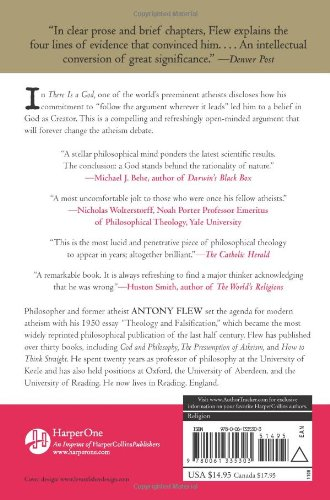 “In clear prose and brief chapters, Flew explains the
four lines of evidence that convinced him. . . . An intellectual
conversion of great significance.” —Denver Post
In There Is a God, one of the world's preeminent atheists discloses how his
commitment to “follow the argument wherever it leads” led him to a belief in
God as Creator. This is a compelling and refreshingly open-minded argument that
will forever change the atheism debate.
“A stellar philosophical mind ponders the latest scientific results.
The conclusion: a God stands behind the rationality of nature.”
—Michael J. Behe, author of Darwin's Black Box
“A most uncomfortable jolt to those who once his fellow atheists.”
—Nicholas Wolterstorff, Noah Porter Professor Emeritus
of Philosophical Theology, Yale University
“This is the most lucid and penetrating piece of philosophical theology
to appear in years; altogether brilliant.” —The Catholic Herald
“A remarkable book. It is always refreshing to find a major thinker acknowledge
that he was wrong.” —Huston Smith, author of The World's Religions
Philosopher and former atheist ANTONY FLEW set the agenda for modern
atheism with his 1950 essay “Theology and Falsification,” which became the most
widely reprinted philosophical publication of the last half century. Flew has
published over thirty books, including God and Philosophy, The Presumption of Atheism, and How to
Think Straight. He spent twenty years as professor of philosophy at the University of
Keele and has also held positions at Oxford, the University of Aberdeen, and the
University of Reading. He now lives in Reading, England.
Visit www.AuthorTracker.com for exclusive
information on your favorite HarperCollins authors.
Religion
HarperOne
An Imprint of HarperCollinsPublishers
www.harperone.com
ISBN 978-0-06-133530-3
51495
EAN
9 780061 335303
USA $14.95 Canada $17.95
1108